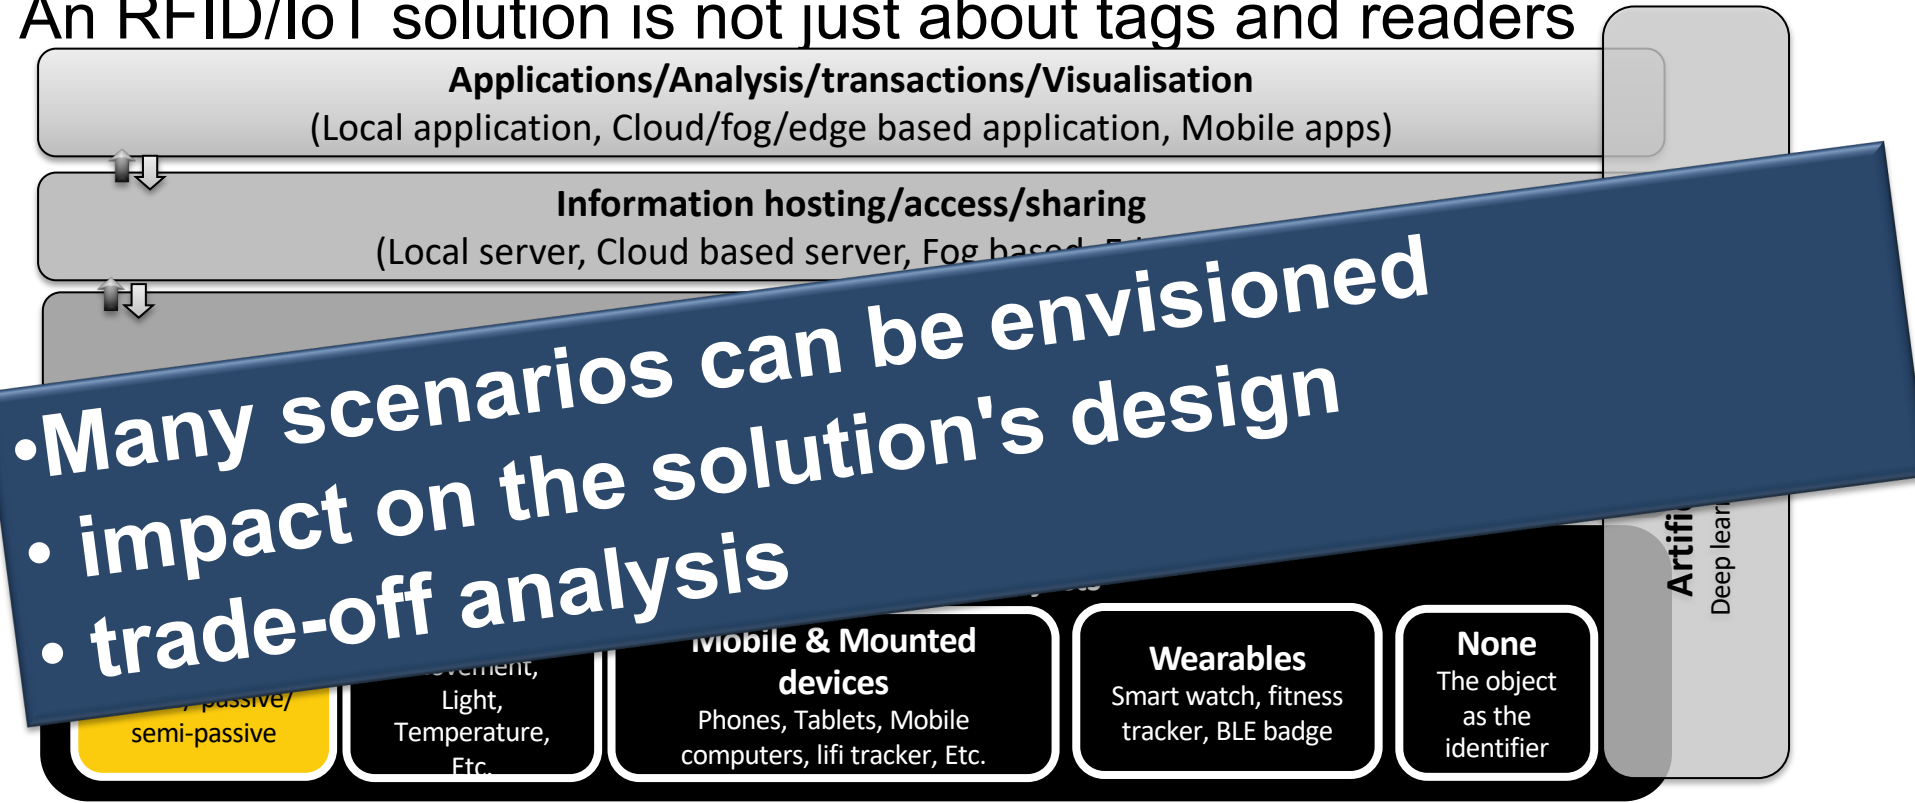 An RFID/IoT solution is not just about tags and readers
Applications/Analysis/transactions/Visualisation
(Local application, Cloud/fog/edge based application, Mobile apps)
Information hosting/access/sharing
(Local server, Cloud based server, Fog based,
•Many scenarios can be envisioned
• impact on the solution's design
• trade-off analysis
passive/
semi-passive
Light,
Temperature,
Etc.
Mobile & Mounted
devices
Phones, Tablets, Mobile
computers, lifi tracker, Etc.
Wearables
Smart watch, fitness
tracker, BLE badge
None
The object
as the
identifier
Deep